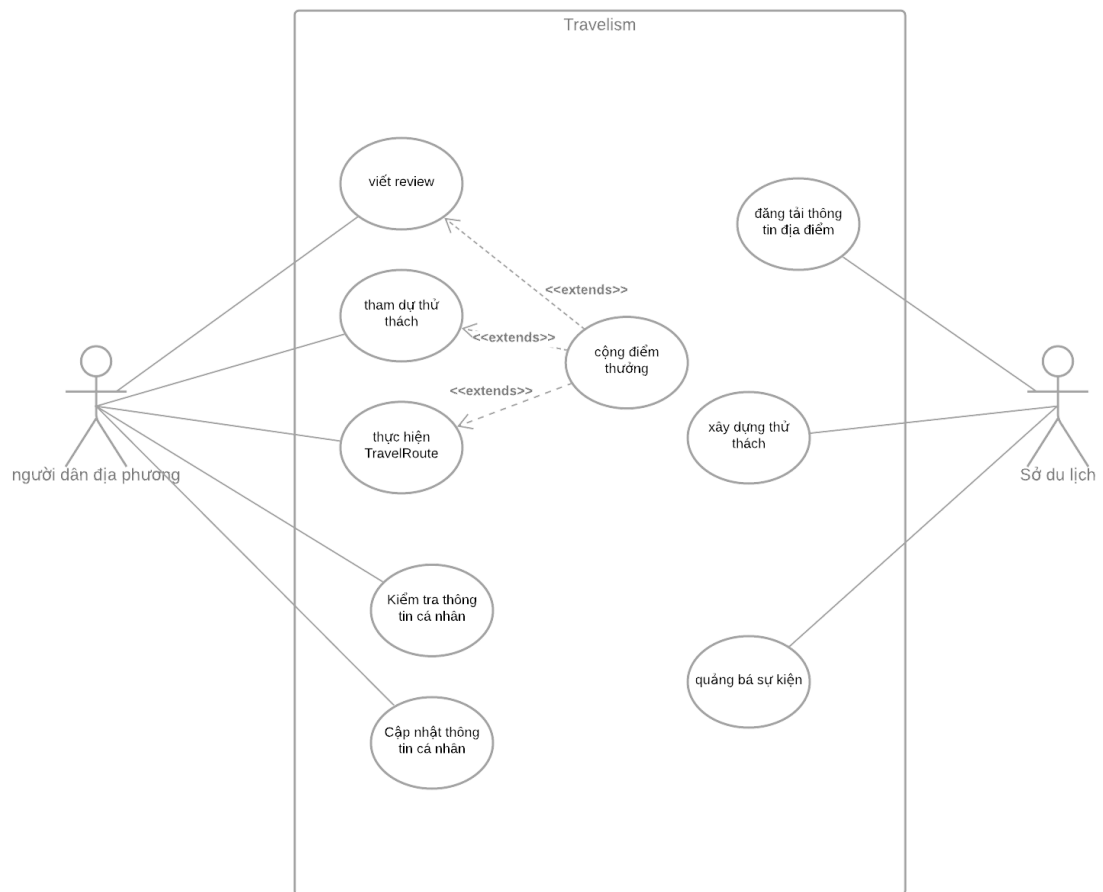 Travelism
viết review
đăng tải thông
tin địa điểm
<<extends>>
tham dự thử
thách
<<extends>>
cộng điểm
thưởng
<<extends>>
thực hiện
TravelRoute
xây dựng thử
thách
người dân địa phương
Sở du lịch
Kiểm tra thông
tin cá nhân
quảng bá sự kiện
Cập nhật thông
tin cá nhân